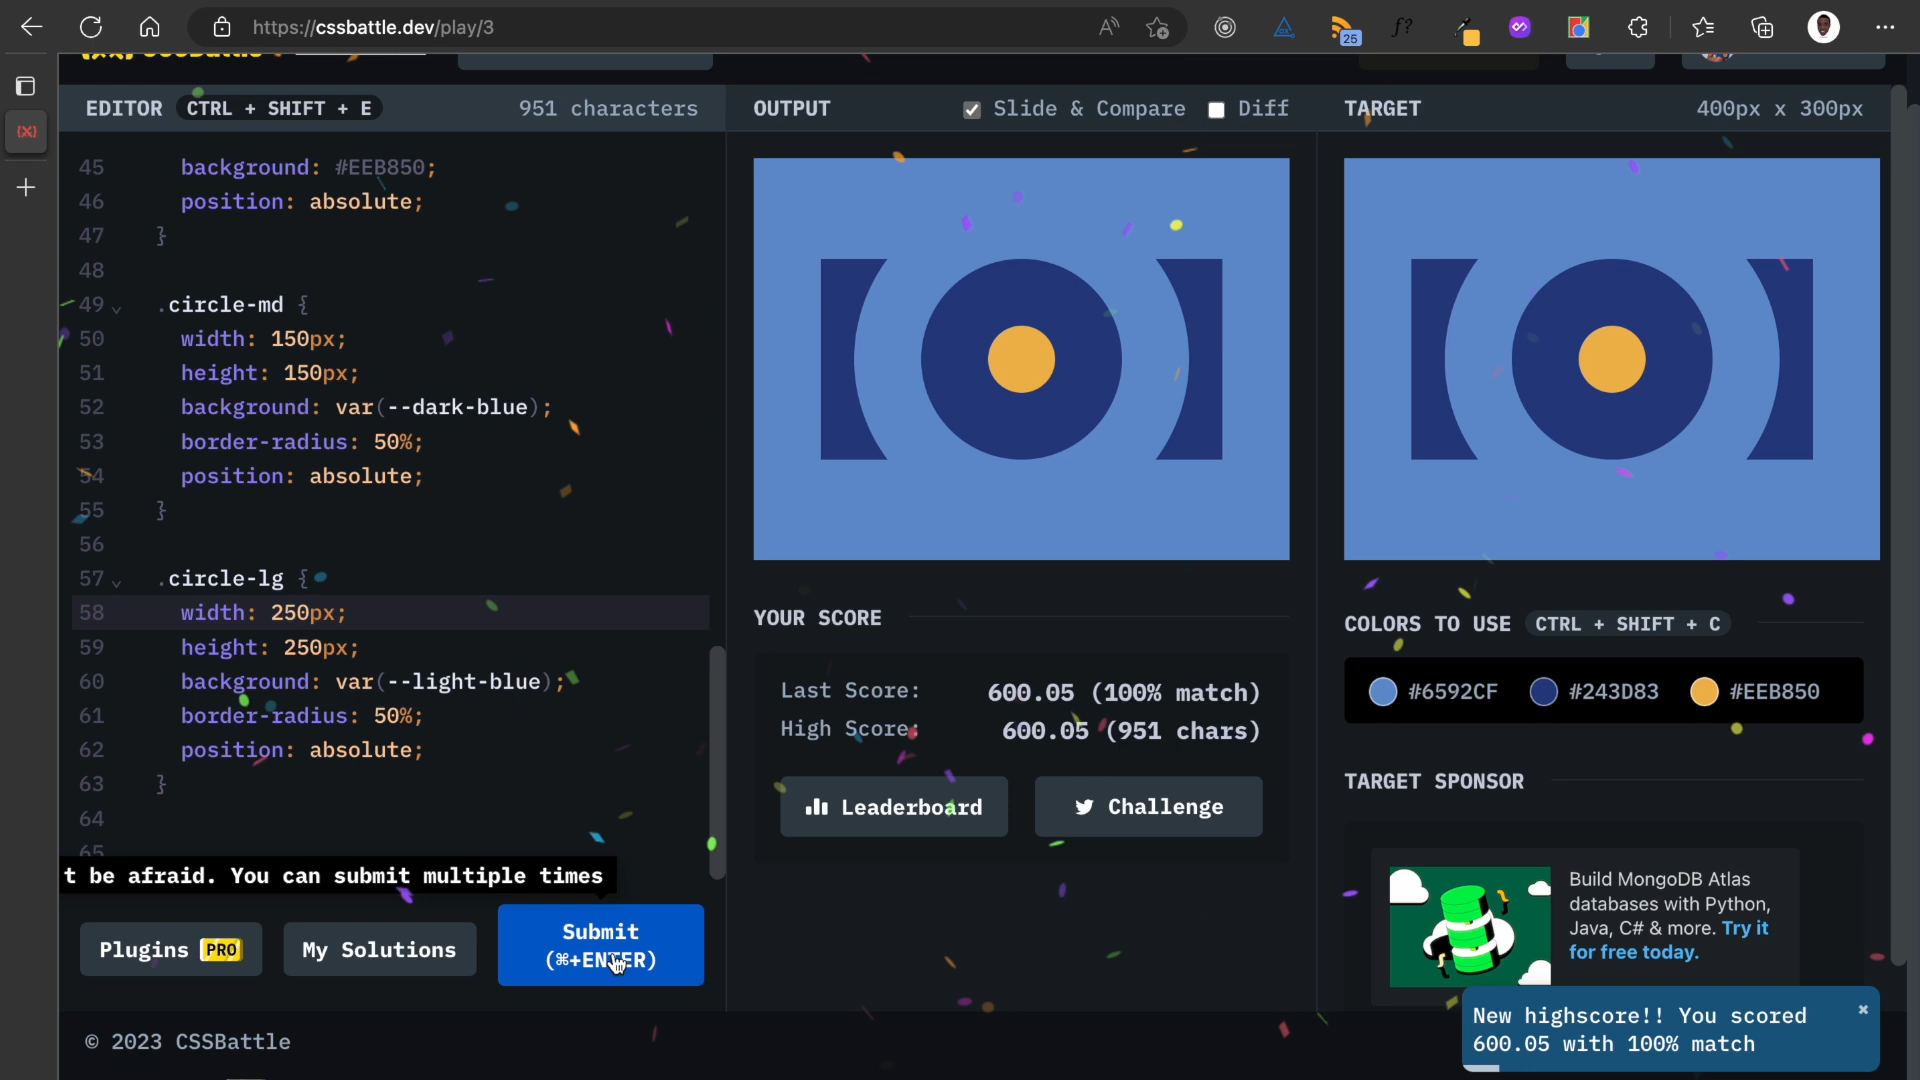 https://cssbattle.dev/play/3
25
EDITOR CTRL + SHIFT + E 951 characters
45 background: #EEB850;
46 position: absolute;
47 }
48
49 .circle-md {
50 width: 150px;
51 height: 150px;
52 background: var(--dark-blue);
53 border-radius: 50%;
54 position: absolute;
55 }
56
57 .circle-lg {
58 width: 250px;
59 height: 250px;
60 background: var(--light-blue);
61 border-radius: 50%;
62 position: absolute;
63 }
64
65
t be afraid. You can submit multiple times
Plugins PRO
My Solutions
Submit
(⌘+ENTER)
OUTPUT Slide & Compare Diff
YOUR SCORE
Last Score: 600.05 (100% match)
High Score: 600.05 (951 chars)
Leaderboard
Challenge
TARGET 400px x 300px
COLORS TO USE CTRL + SHIFT + C
#6592CF #243D83 #EEB850
TARGET SPONSOR
Build MongoDB Atlas
databases with Python,
Java, C# & more. Try it
for free today.
New highscore!! You scored
600.05 with 100% match
© 2023 CSSBattle